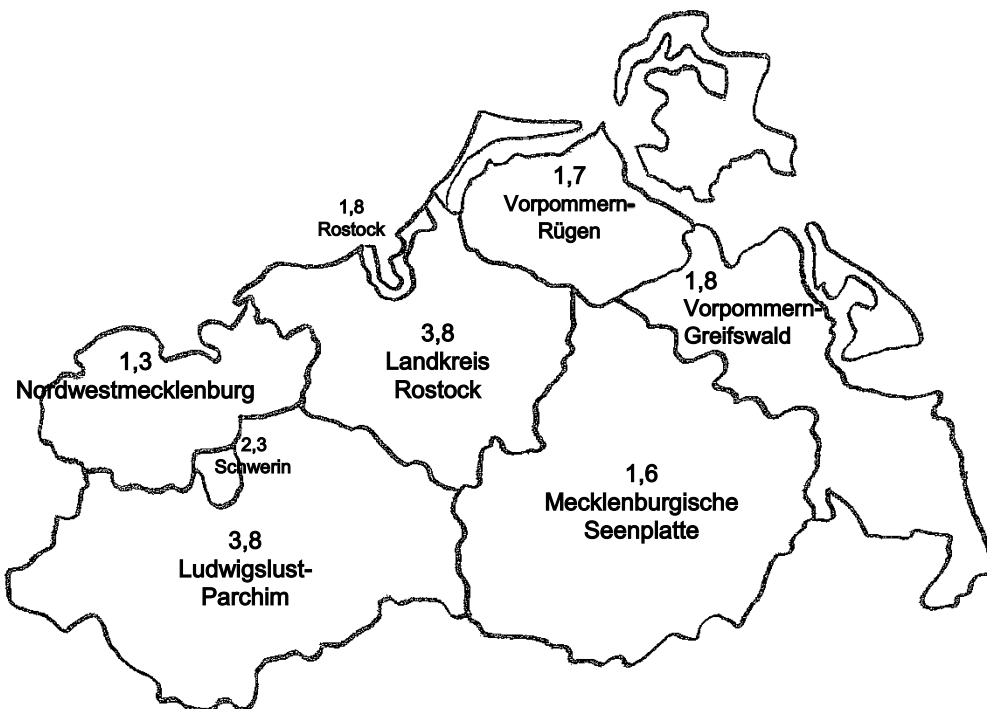 1,7
Vorpommern-
Rügen
1,8
Rostock
1,8
Vorpommern-
Greifswald
3,8
Landkreis
Rostock
1,3
Nordwestmecklenburg
2,3
Schwerin
1,6
Mecklenburgische
Seenplatte
3,8
Ludwigslust-
Parchim